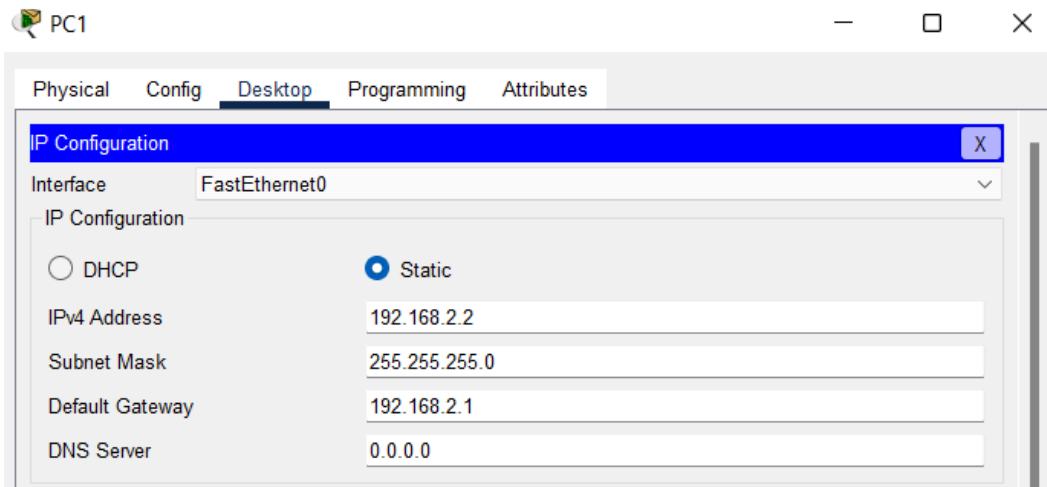 PC1
Physical Config Desktop Programming Attributes
IP Configuration X
Interface FastEthernet0
IP Configuration
DHCP Static
IPv4 Address 192.168.2.2
Subnet Mask 255.255.255.0
Default Gateway 192.168.2.1
DNS Server 0.0.0.0